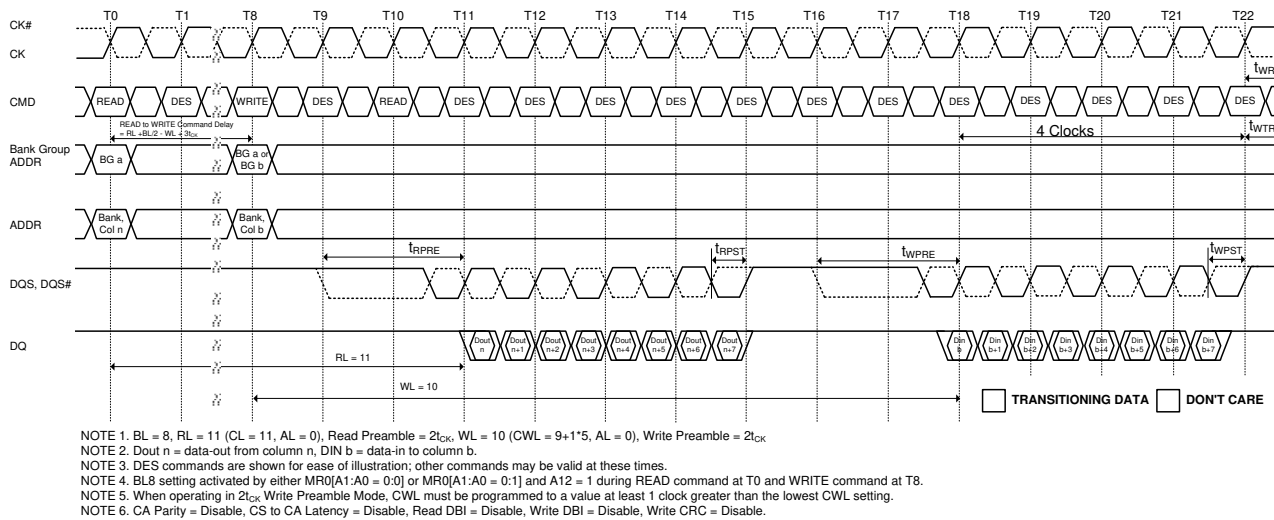 T0 T1 T8 T9 T10 T11 T12 T13 T14 T15 T16 T17 T18 T19 T20 T21 T22
CK#
CK
tWR
CMD READ DES WRITE DES READ DES DES DES DES DES DES DES DES DES DES DES DES
READ to WRITE Command Delay
= RL +BL/2 - WL + 3tCK
4 Clocks
tWTR
Bank Group
ADDR
BG a
BG a or
BG b
ADDR
Bank,
Col n
Bank,
Col b
tRPRE tRPST tWPRE tWPST
DQS, DQS#
DQ
Dout
n
Dout
n+1
Dout
n+2
Dout
n+3
Dout
n+4
Dout
n+5
Dout
n+6
Dout
n+7
Din
b
Din
b+1
Din
b+2
Din
b+3
Din
b+4
Din
b+5
Din
b+6
Din
b+7
RL = 11
WL = 10
TRANSITIONING DATA DON'T CARE
NOTE 1. BL = 8, RL = 11 (CL = 11, AL = 0), Read Preamble = 2tCK, WL = 10 (CWL = 9+1*5, AL = 0), Write Preamble = 2tCK
NOTE 2. Dout n = data-out from column n, DIN b = data-in to column b.
NOTE 3. DES commands are shown for ease of illustration; other commands may be valid at these times.
NOTE 4. BL8 setting activated by either MR0[A1:A0 = 0:0] or MR0[A1:A0 = 0:1] and A12 = 1 during READ command at T0 and WRITE command at T8.
NOTE 5. When operating in 2tCK Write Preamble Mode, CWL must be programmed to a value at least 1 clock greater than the lowest CWL setting.
NOTE 6. CA Parity = Disable, CS to CA Latency = Disable, Read DBI = Disable, Write DBI = Disable, Write CRC = Disable.